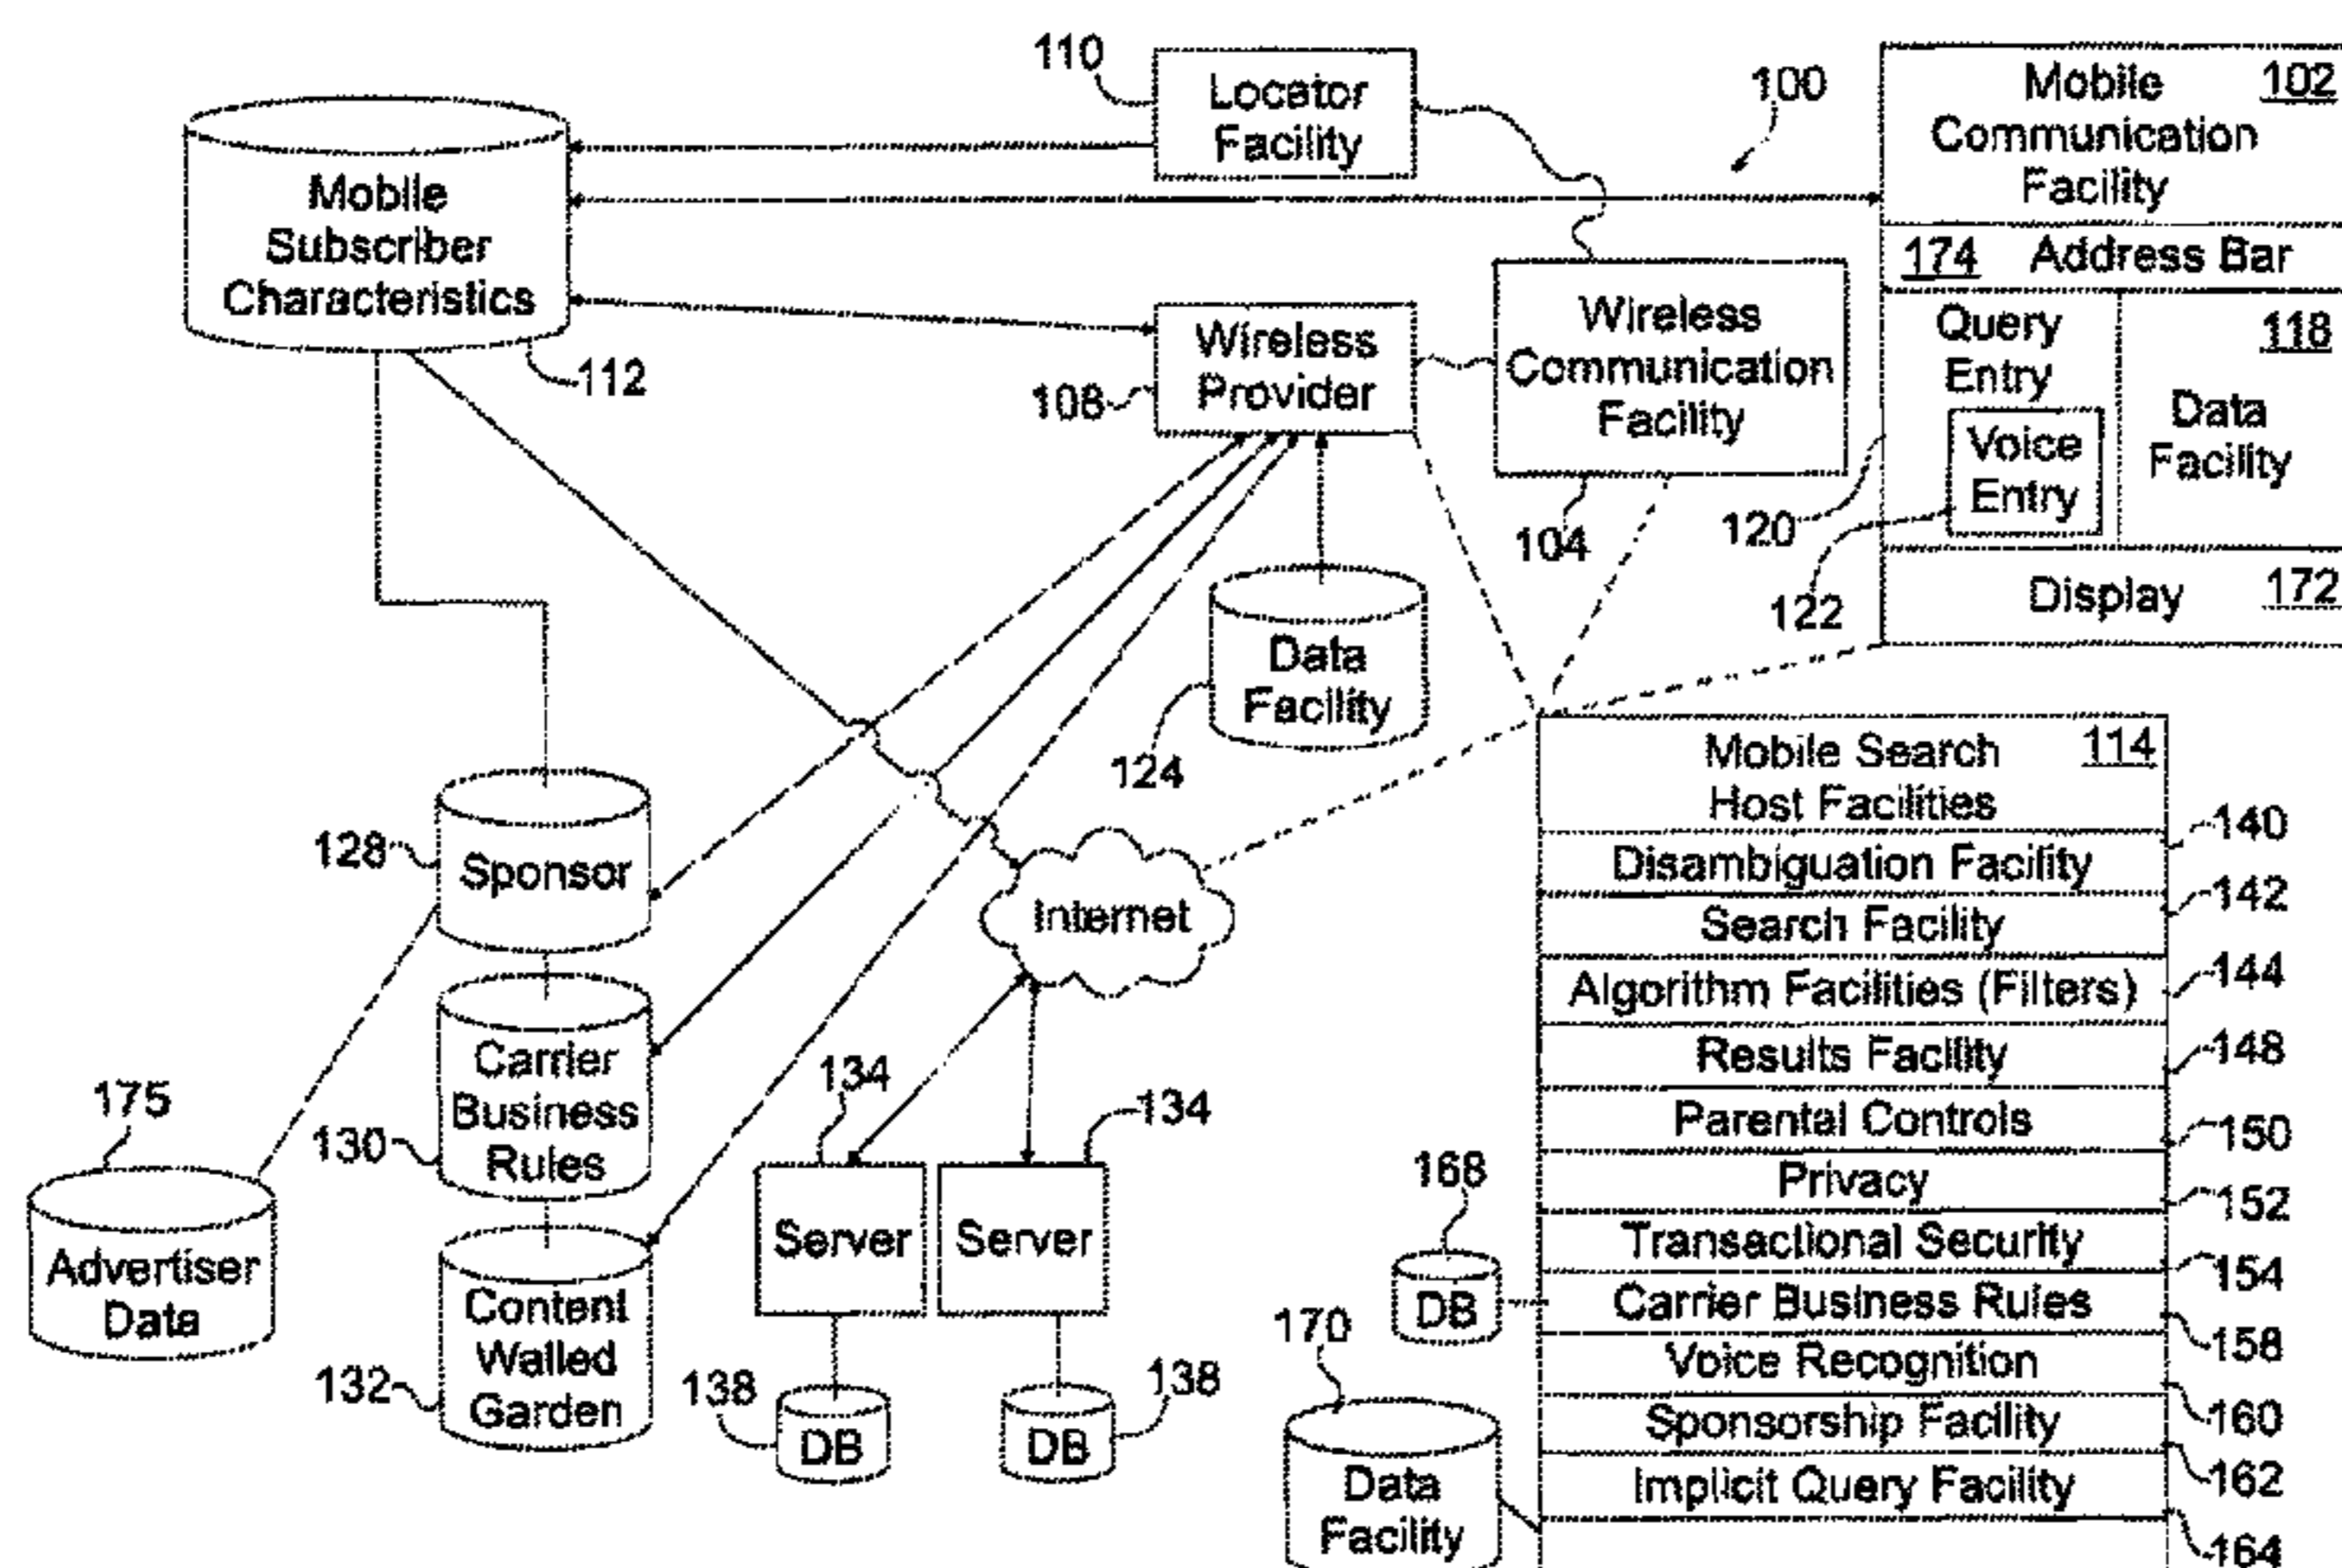 110
Locator
Facility
100
Mobile 102
Communication
Facility
174 Address Bar
Query
Entry
Voice
Entry
118
Data
Facility
120
122
Display 172
Mobile
Subscriber
Characteristics
112
Wireless
Provider
108
Wireless
Communication
Facility
104
Data
Facility
124
128
Sponsor
Internet
Carrier
Business
Rules
130
175
Advertiser
Data
Content
Walled
Garden
132
134
Server
134
Server
138
DB
138
DB
Mobile Search 114
Host Facilities
140
Disambiguation Facility
142
Search Facility
144
Algorithm Facilities (Filters)
148
Results Facility
Parental Controls
150
Privacy
152
Transactional Security
154
Carrier Business Rules
158
Voice Recognition
160
Sponsorship Facility
162
Implicit Query Facility
164
168
DB
170
Data
Facility